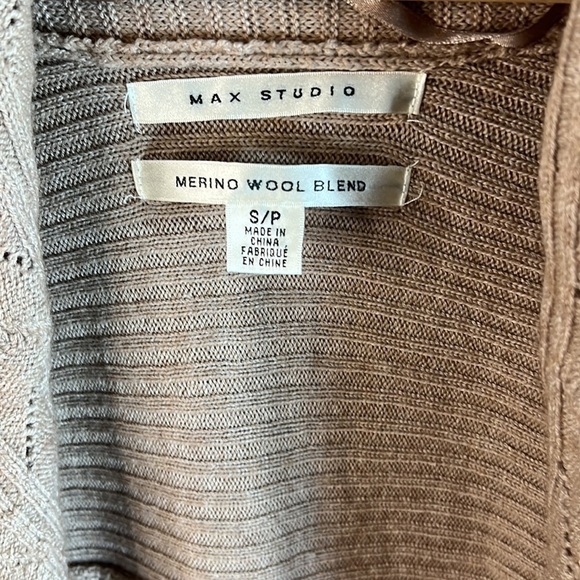 MAX STUDIO
MERINO WOOL BLEND
S/P
MADE IN
CHINA
FABRIQUÉ
EN CHINE